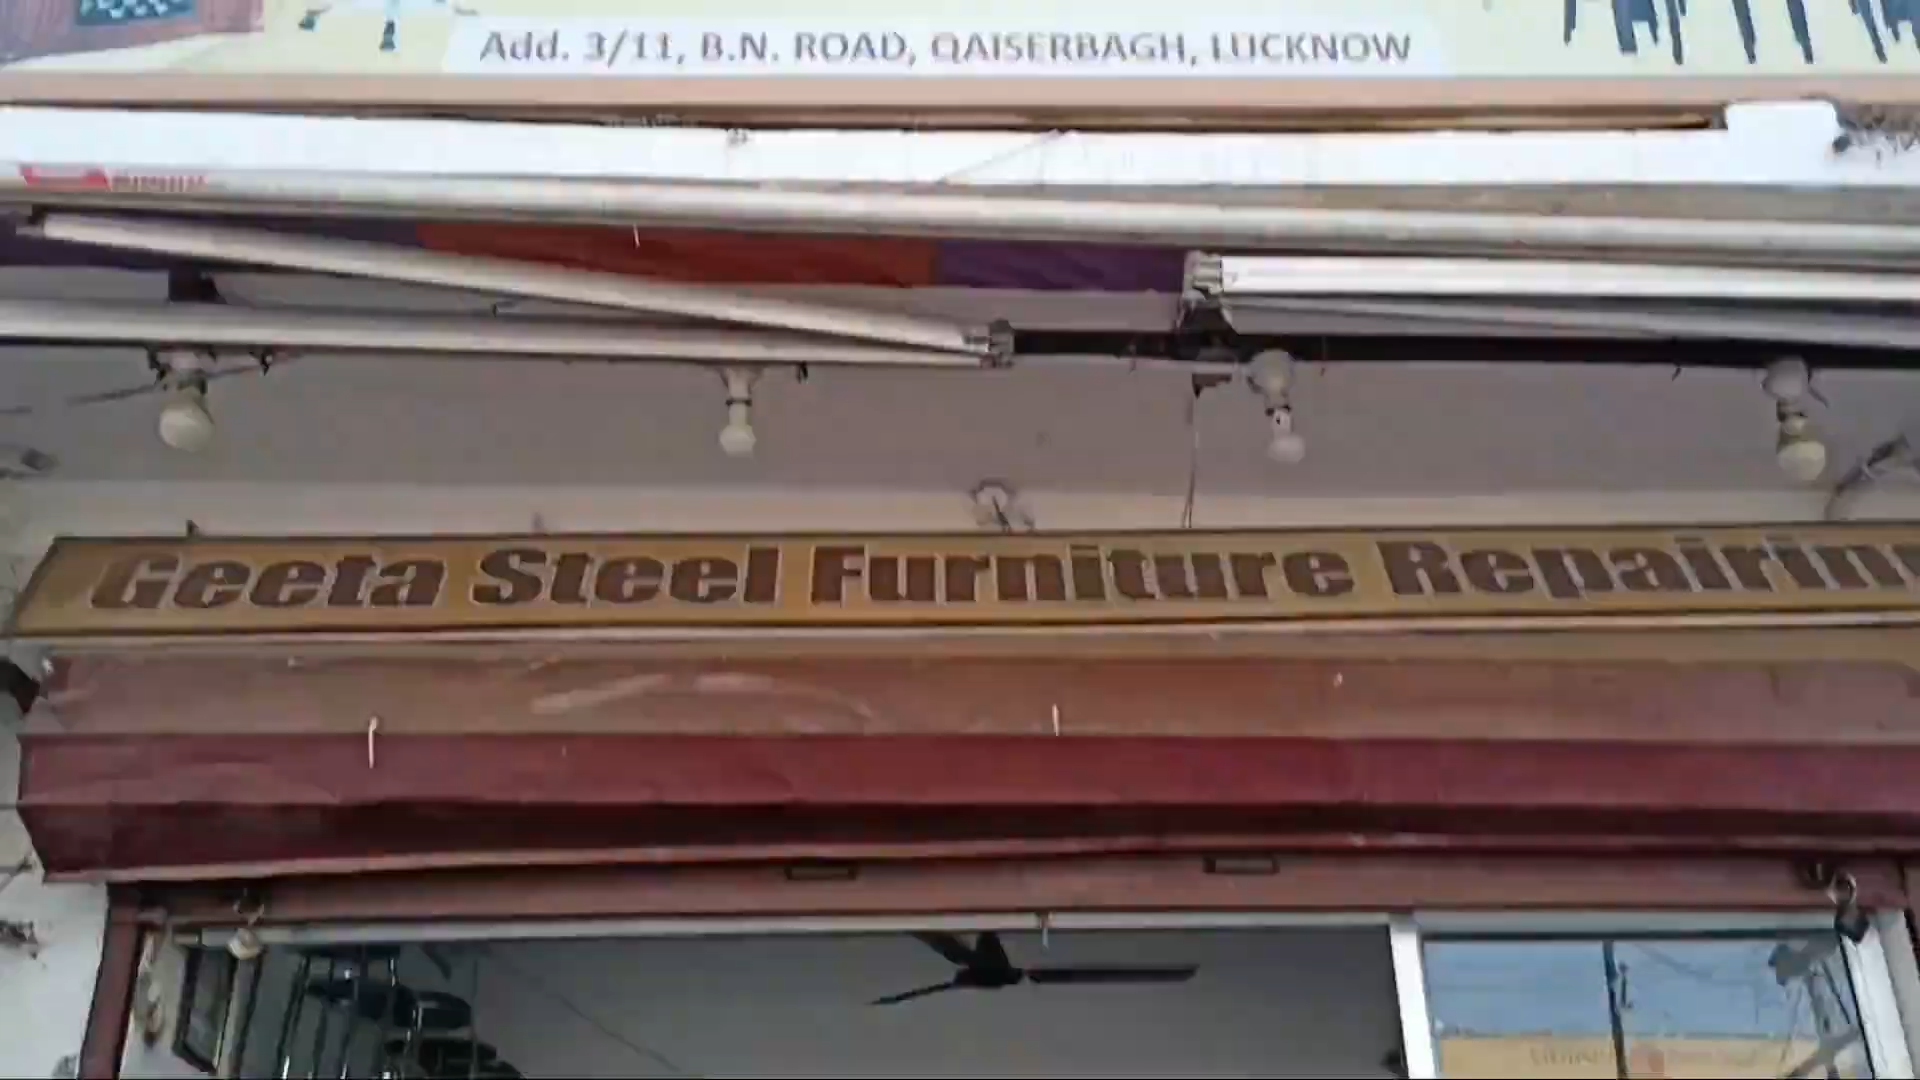 Add. 3/11, B.N. ROAD, QAISERBAGH, LUCKNOW
Geeta Steel Furniture Repairin